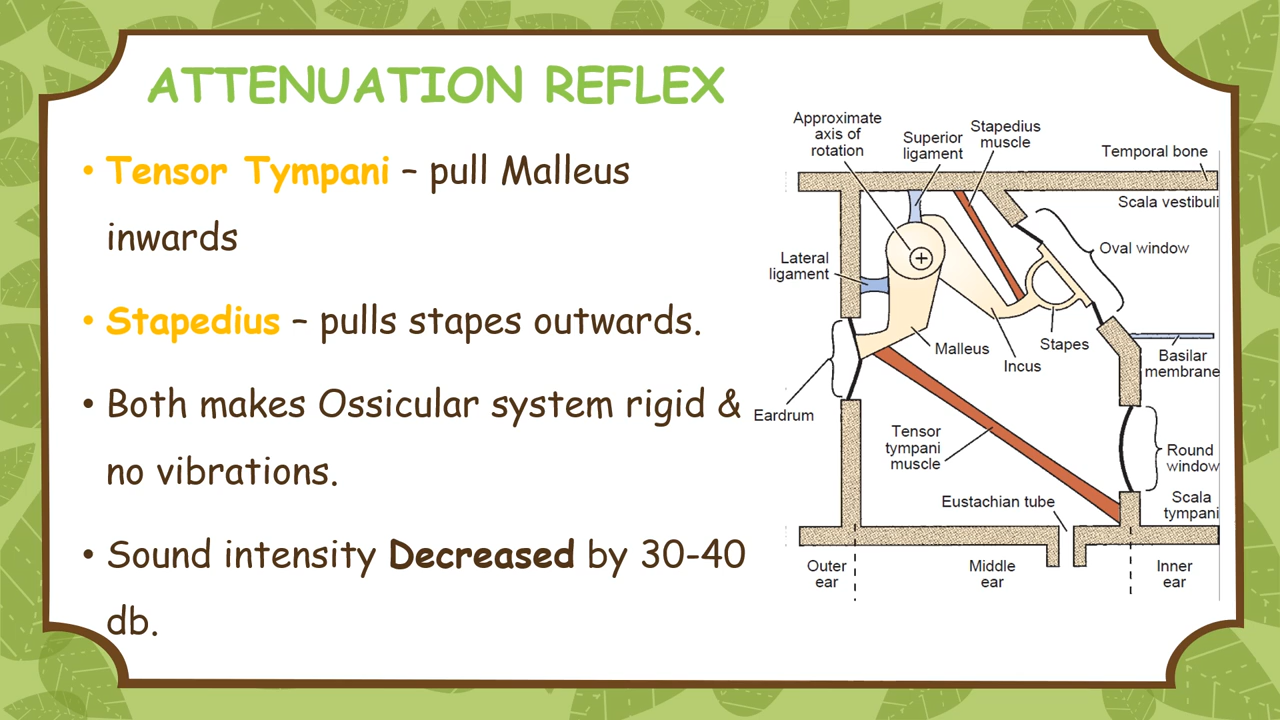 ATTENUATION REFLEX
• Tensor Tympani – pull Malleus
inwards
• Stapedius – pulls stapes outwards.
• Both makes Ossicular system rigid &
no vibrations.
• Sound intensity Decreased by 30-40
db.
Approximate
axis of
rotation
Superior
ligament
Stapedius
muscle
Temporal bone
Scala vestibuli
Oval window
Lateral
ligament
Malleus
Incus
Stapes
Basilar
membrane
Eardrum
Tensor
tympani
muscle
Round
window
Eustachian tube
Scala
tympani
Outer
ear
Middle
ear
Inner
ear